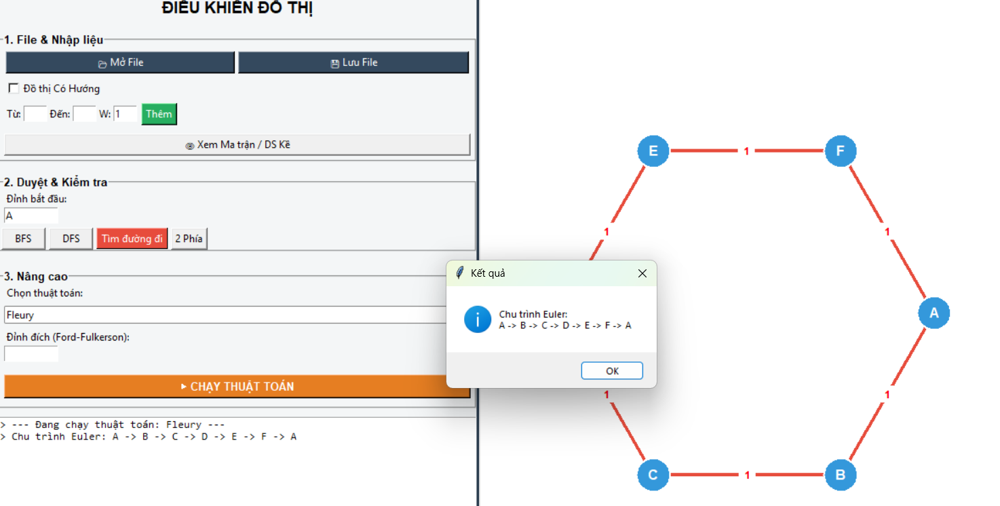 ĐIỀU KHIỂN ĐỒ THỊ
1. File & Nhập liệu
Mở File
Lưu File
Đồ thị Có Hướng
Từ: Đến: W: 1 Thêm
Xem Ma trận / DS Kề
2. Duyệt & Kiểm tra
Đỉnh bắt đầu:
A
BFS DFS Tìm đường đi 2 Phía
3. Nâng cao
Chọn thuật toán:
Fleury
Đỉnh đích (Ford-Fulkerson):
CHẠY THUẬT TOÁN
> --- Đang chạy thuật toán: Fleury ---
> Chu trình Euler: A -> B -> C -> D -> E -> F -> A
Kết quả
Chu trình Euler:
A -> B -> C -> D -> E -> F -> A
OK
E 1 F
1 1
A
1 1
C 1 B